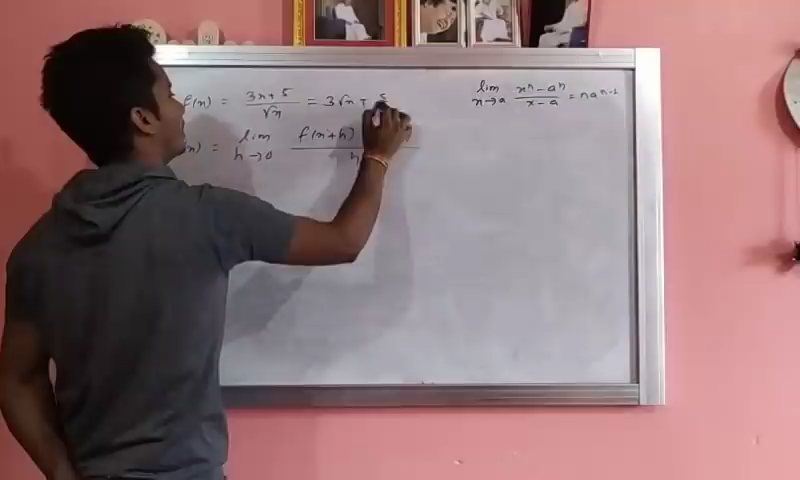 f(x) = 3x+5 / √x = 3√x + 5
(x) = lim h→0 f(x+h) / h
lim x→a xⁿ-aⁿ / x-a = naⁿ⁻¹